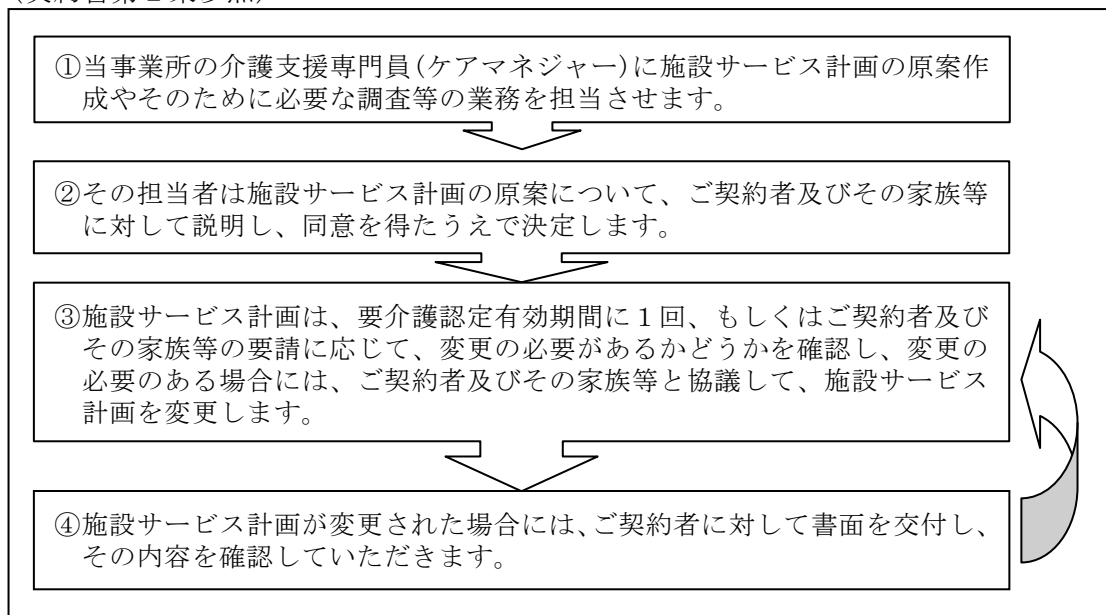 ①当事業所の介護支援専門員(ケアマネジャー)に施設サービス計画の原案作
成やそのために必要な調査等の業務を担当させます。
②その担当者は施設サービス計画の原案について、ご契約者及びその家族等
に対して説明し、同意を得たうえで決定します。
③施設サービス計画は、要介護認定有効期間に１回、もしくはご契約者及び
その家族等の要請に応じて、変更の必要があるかどうかを確認し、変更の
必要のある場合には、ご契約者及びその家族等と協議して、施設サービス
計画を変更します。
④施設サービス計画が変更された場合には、ご契約者に対して書面を交付し、
その内容を確認していただきます。